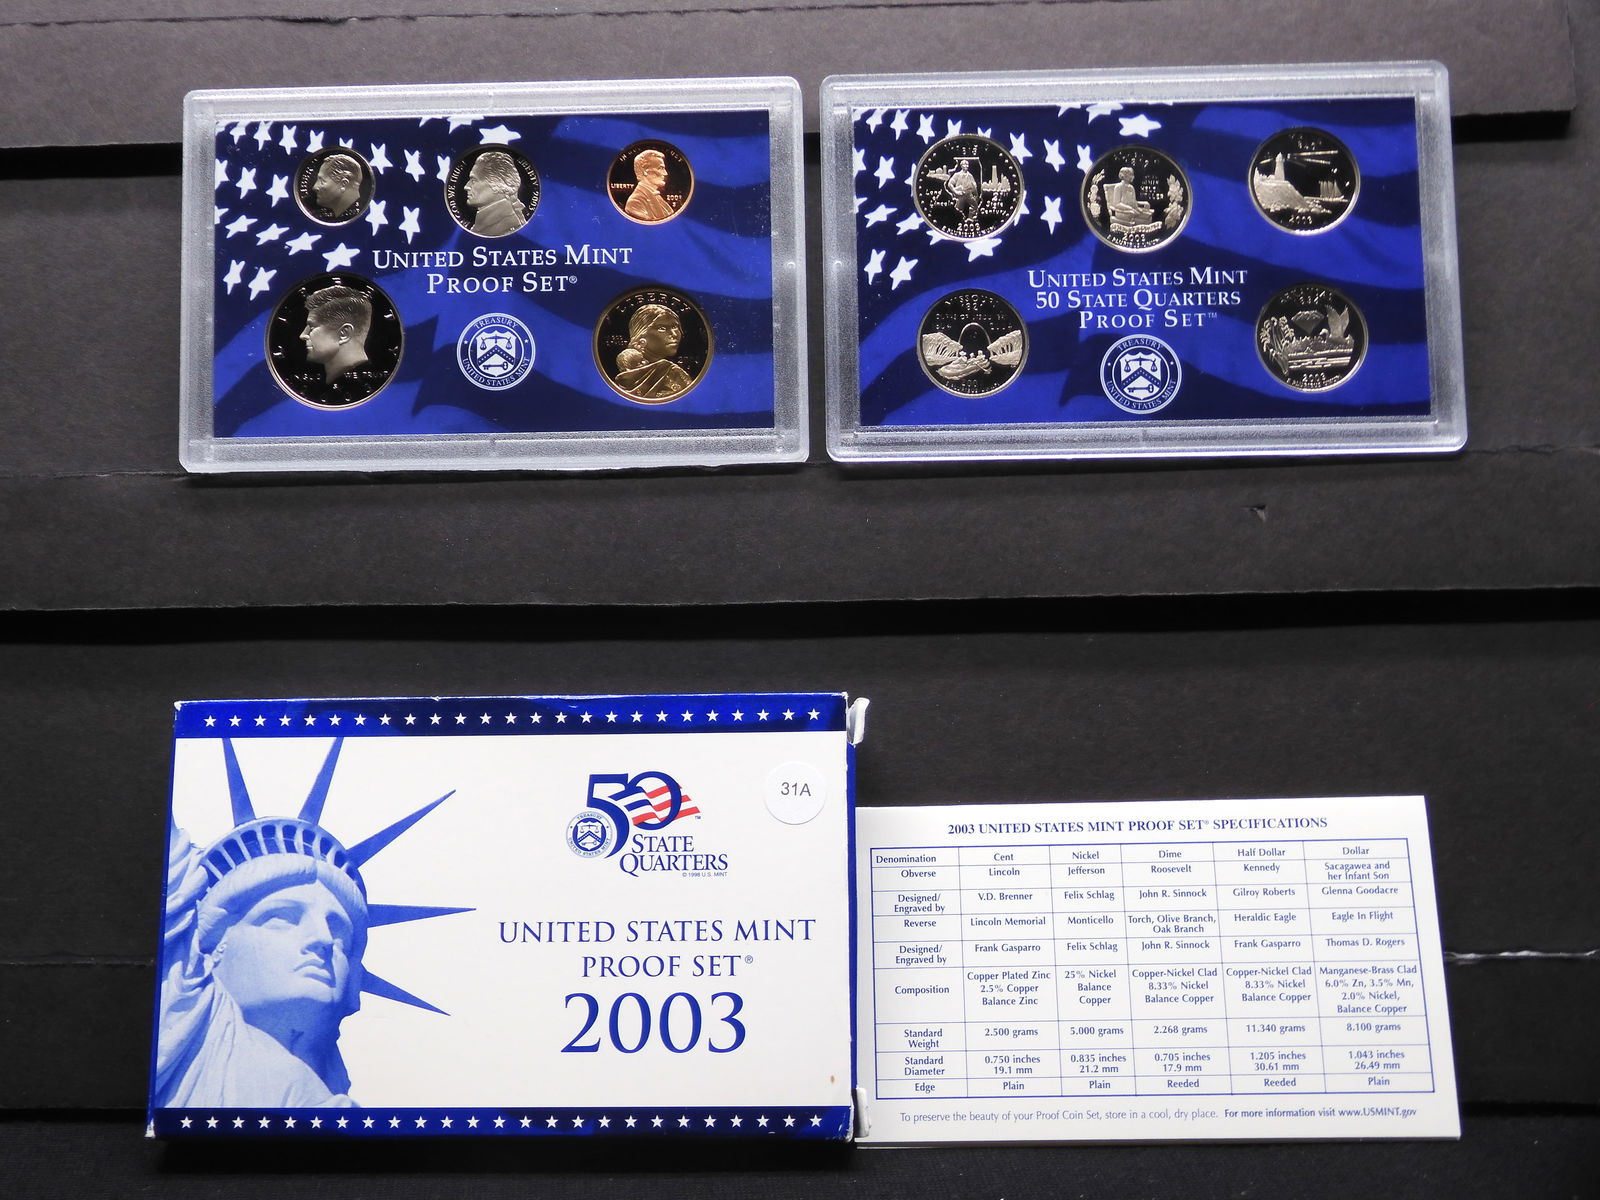 LIBERTY
LIBERTY
2003
UNITED STATES MINT
PROOF SET®
LIBERTY
TREASURY
UNITED STATES MINT
2003
E PLURIBUS UNUM
2003
2003
2003
UNITED STATES MINT
50 STATE QUARTERS
PROOF SET™
TREASURY
UNITED STATES MINT
50
STATE
QUARTERS
© 1998 U.S. MINT
31A
UNITED STATES MINT
PROOF SET®
2003
2003 UNITED STATES MINT PROOF SET® SPECIFICATIONS
Denomination Cent Nickel Dime Half Dollar Dollar
Obverse Lincoln Jefferson Roosevelt Kennedy Sacagawea and
her Infant Son
Designed/
Engraved by V.D. Brenner Felix Schlag John R. Sinnock Gilroy Roberts Glenna Goodacre
Reverse Lincoln Memorial Monticello Torch, Olive Branch, Heraldic Eagle Eagle In Flight
Oak Branch
Designed/
Engraved by Frank Gasparro Felix Schlag John R. Sinnock Frank Gasparro Thomas D. Rogers
Composition Copper Plated Zinc 25% Nickel Copper-Nickel Clad Copper-Nickel Clad Manganese-Brass Clad
2.5% Copper Balance 8.33% Nickel 8.33% Nickel 6.0% Zn, 3.5% Mn,
Balance Zinc Copper Balance Copper Balance Copper 2.0% Nickel,
Balance Copper
Standard
Weight 2.500 grams 5.000 grams 2.268 grams 11.340 grams 8.100 grams
Standard 0.750 inches 0.835 inches 0.705 inches 1.205 inches 1.043 inches
Diameter 19.1 mm 21.2 mm 17.9 mm 30.61 mm 26.49 mm
Edge Plain Plain Reeded Reeded Plain
To preserve the beauty of your Proof Coin Set, store in a cool, dry place. For more information visit www.USMINT.gov